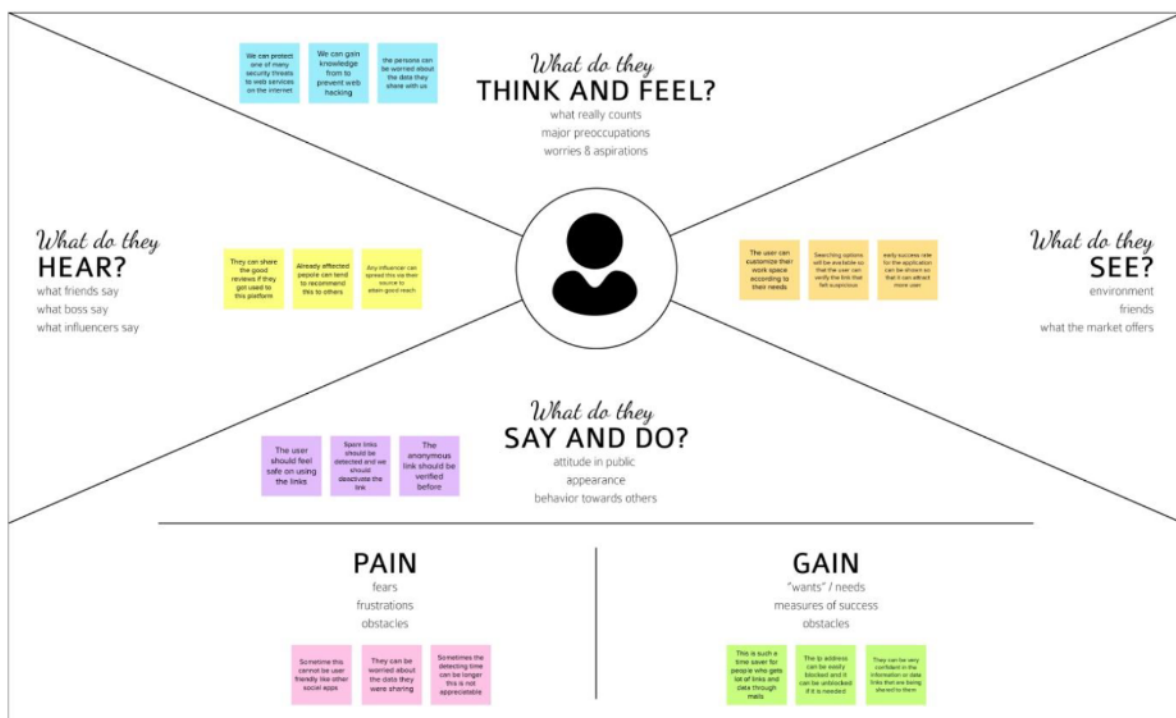 We can protect
one of many
security threats
to web services
on the internet
We can gain
knowledge
from to
prevent web
hacking
the persons can
be worried about
the data they
share with us
What do they
THINK AND FEEL?
what really counts
major preoccupations
worries & aspirations
What do they
HEAR?
what friends say
what boss say
what influencers say
They can share
the good
reviews if they
got used to
this platform
Already affected
pepole can tend
to recommend
this to others
Any influencer can
spread this via their
source to
attain good reach
The user can
customize their
work space
according to
their needs
Searching options
will be available so
that the user can
verify the link that
felt suspicious
early success rate
for the application
can be shown so
that it can attract
more user
What do they
SEE?
environment
friends
what the market offers
What do they
SAY AND DO?
attitude in public
appearance
behavior towards others
The user
should feel
safe on using
the links
Spam links
should be
detected and we
should
deactivate the
link
The
anonymous
link should be
verified
before
PAIN
fears
frustrations
obstacles
Sometime this
cannot be user
friendly like other
social apps
They can be
worried about
the data they
were sharing
Sometimes the
detecting time
can be longer
this is not
appreciatable
GAIN
"wants" / needs
measures of success
obstacles
This is such a
time saver for
people who gets
lot of links and
data through
mails
The Ip address
can be easily
blocked and it
can be unblocked
if it is needed
They can be very
confident in the
information or data
links that are being
shared to them